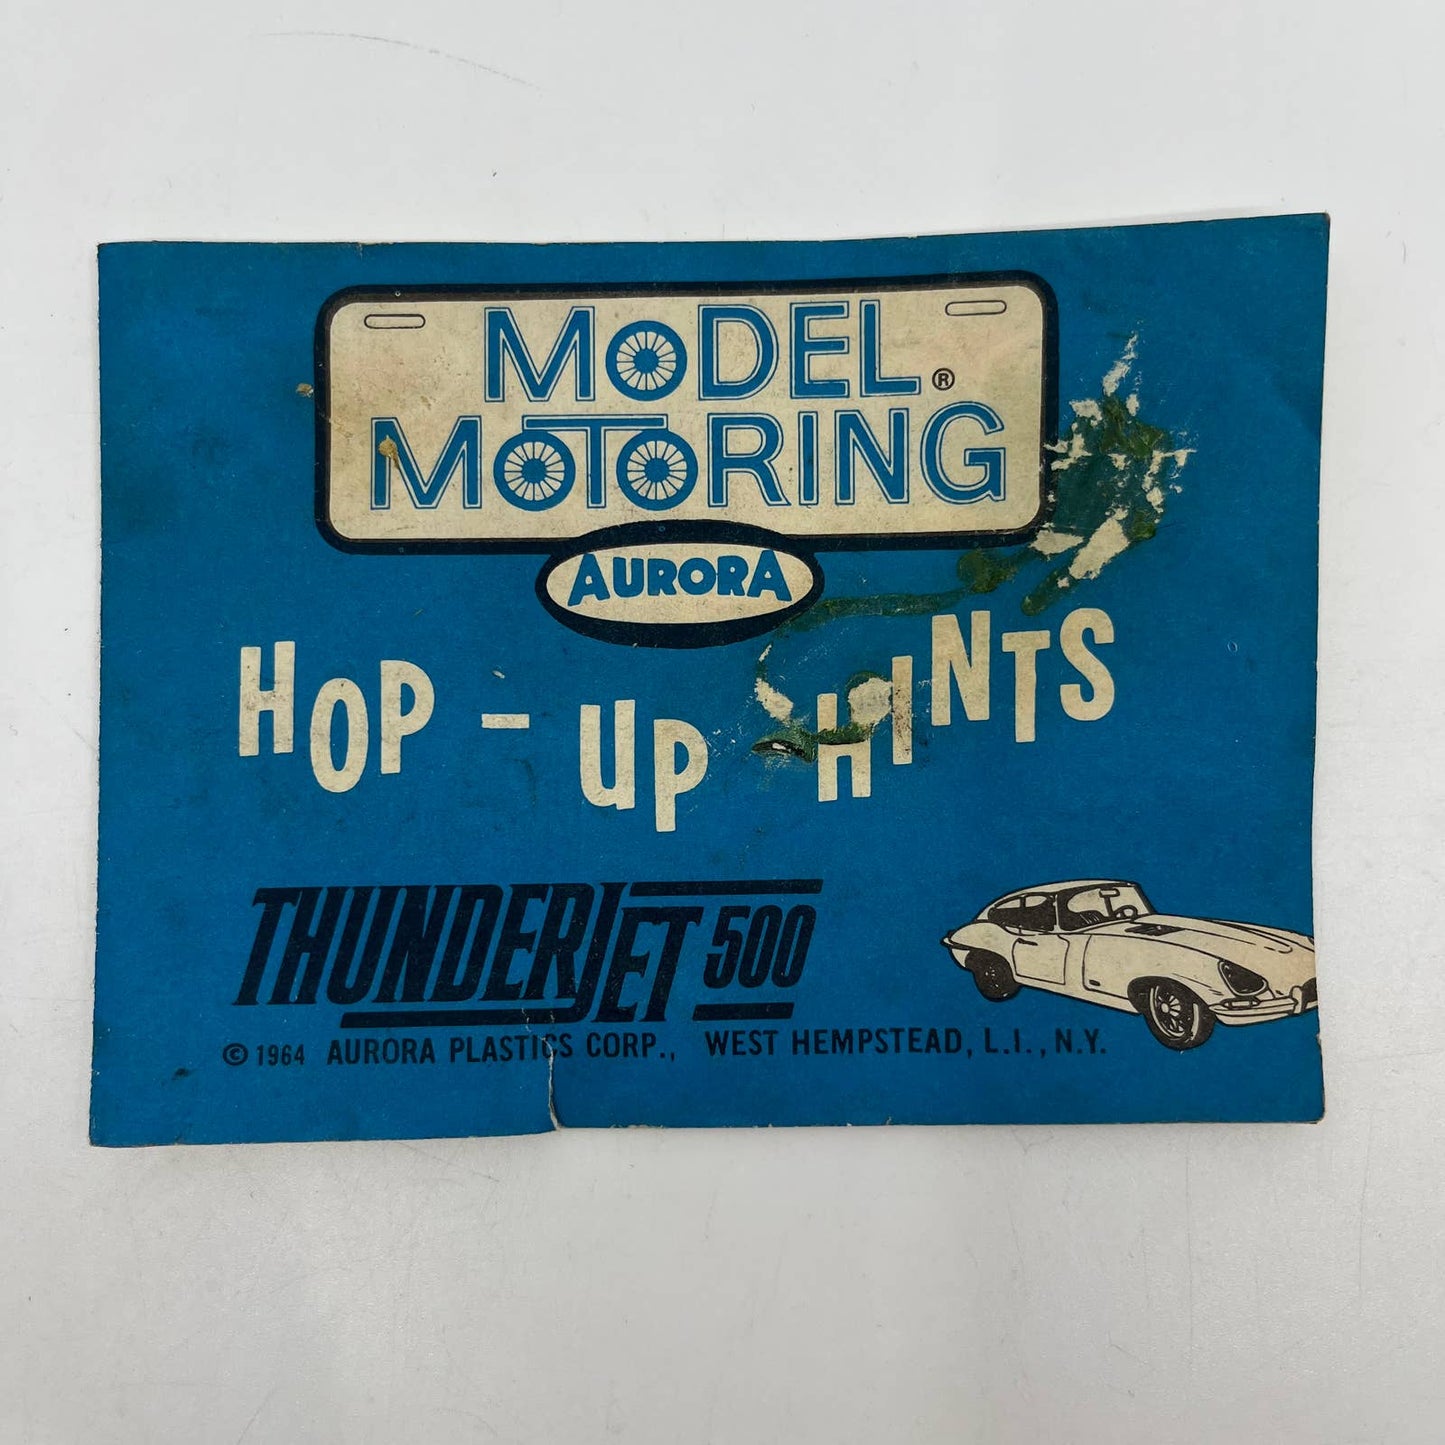 MODEL®
MOTORING
AURORA
HOP-UP HINTS
THUNDERJET 500
© 1964 AURORA PLASTICS CORP., WEST HEMPSTEAD, L.I., N.Y.